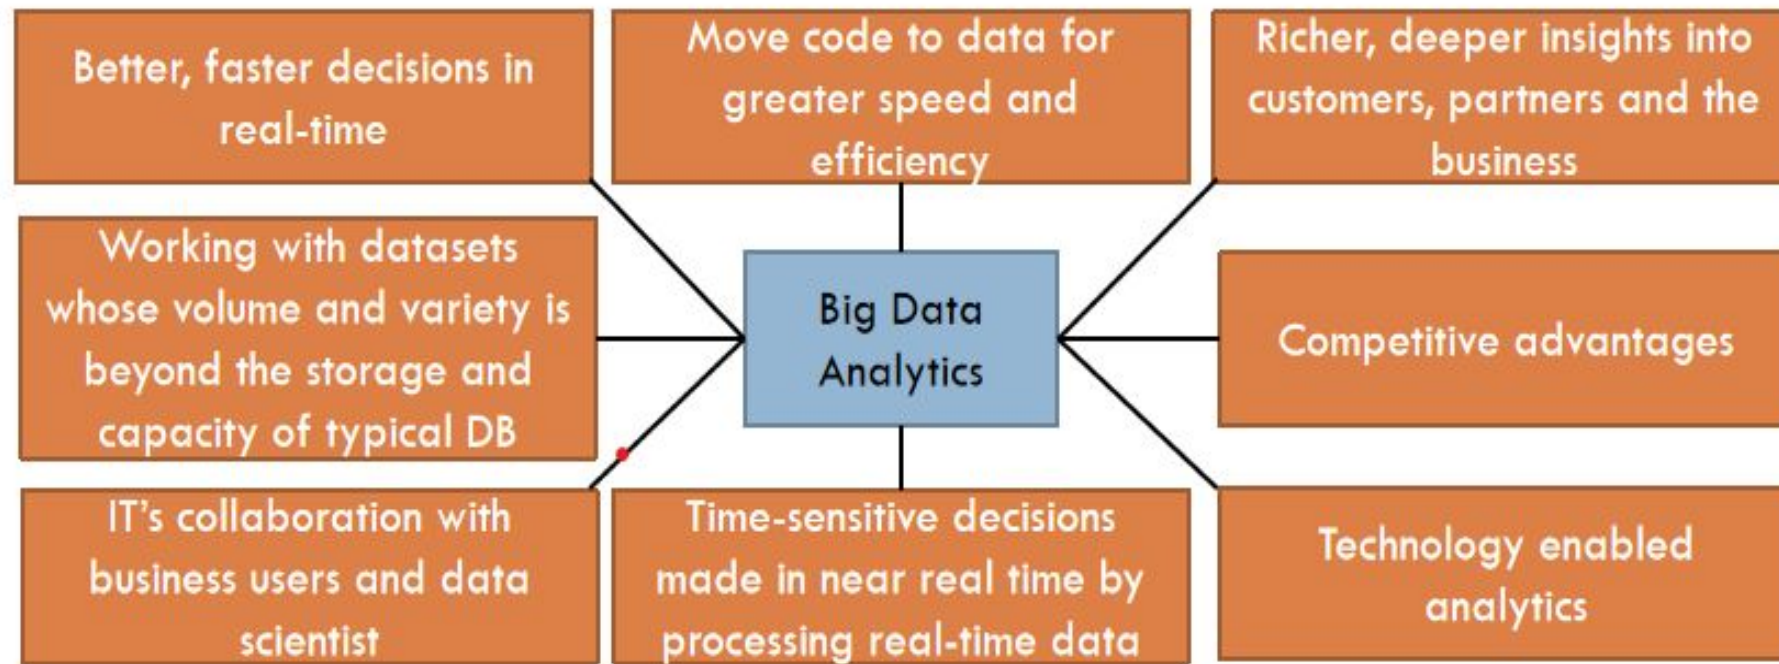 Better, faster decisions in
real-time
Move code to data for
greater speed and
efficiency
Richer, deeper insights into
customers, partners and the
business
Working with datasets
whose volume and variety is
beyond the storage and
capacity of typical DB
Big Data
Analytics
Competitive advantages
IT's collaboration with
business users and data
scientist
Time-sensitive decisions
made in near real time by
processing real-time data
Technology enabled
analytics